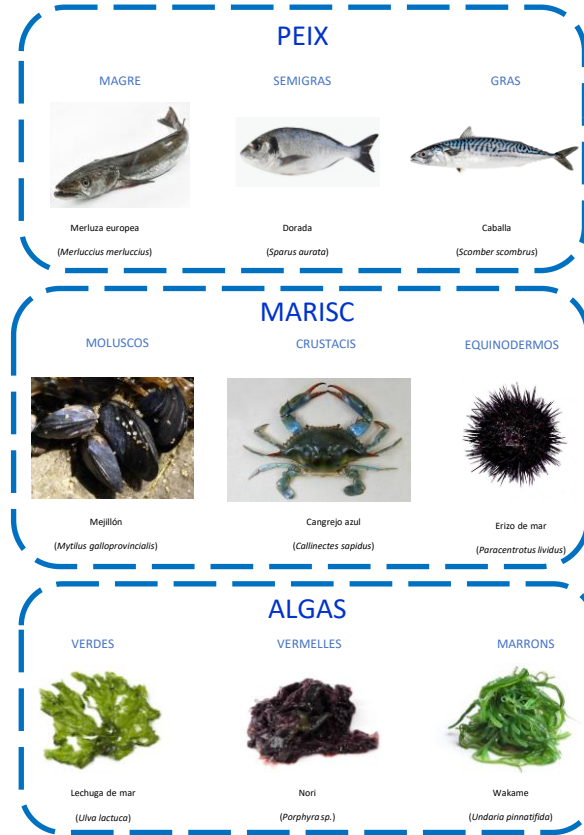 PEIX
MAGRE SEMIGRAS GRAS
Merluza europea Dorada Caballa
(Merluccius merluccius) (Sparus aurata) (Scomber scombrus)
MARISC
MOLUSCOS CRUSTACIS EQUINODERMOS
Mejillón Cangrejo azul Erizo de mar
(Mytilus galloprovincialis) (Callinectes sapidus) (Paracentrotus lividus)
ALGAS
VERDES VERMELLES MARRONS
Lechuga de mar Nori Wakame
(Ulva lactuca) (Porphyra sp.) (Undaria pinnatifida)